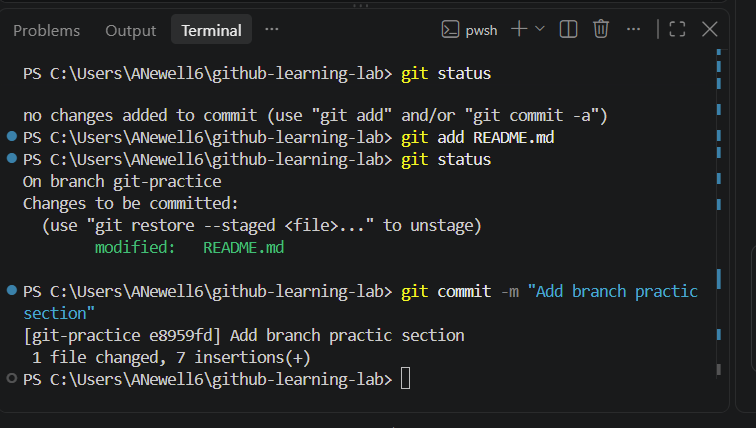 Problems Output Terminal ··· pwsh ···
PS C:\Users\ANewell6\github-learning-lab> git status
no changes added to commit (use "git add" and/or "git commit -a")
PS C:\Users\ANewell6\github-learning-lab> git add README.md
PS C:\Users\ANewell6\github-learning-lab> git status
On branch git-practice
Changes to be committed:
  (use "git restore --staged <file>..." to unstage)
        modified:   README.md
PS C:\Users\ANewell6\github-learning-lab> git commit -m "Add branch practic
section"
[git-practice e8959fd] Add branch practic section
 1 file changed, 7 insertions(+)
PS C:\Users\ANewell6\github-learning-lab>